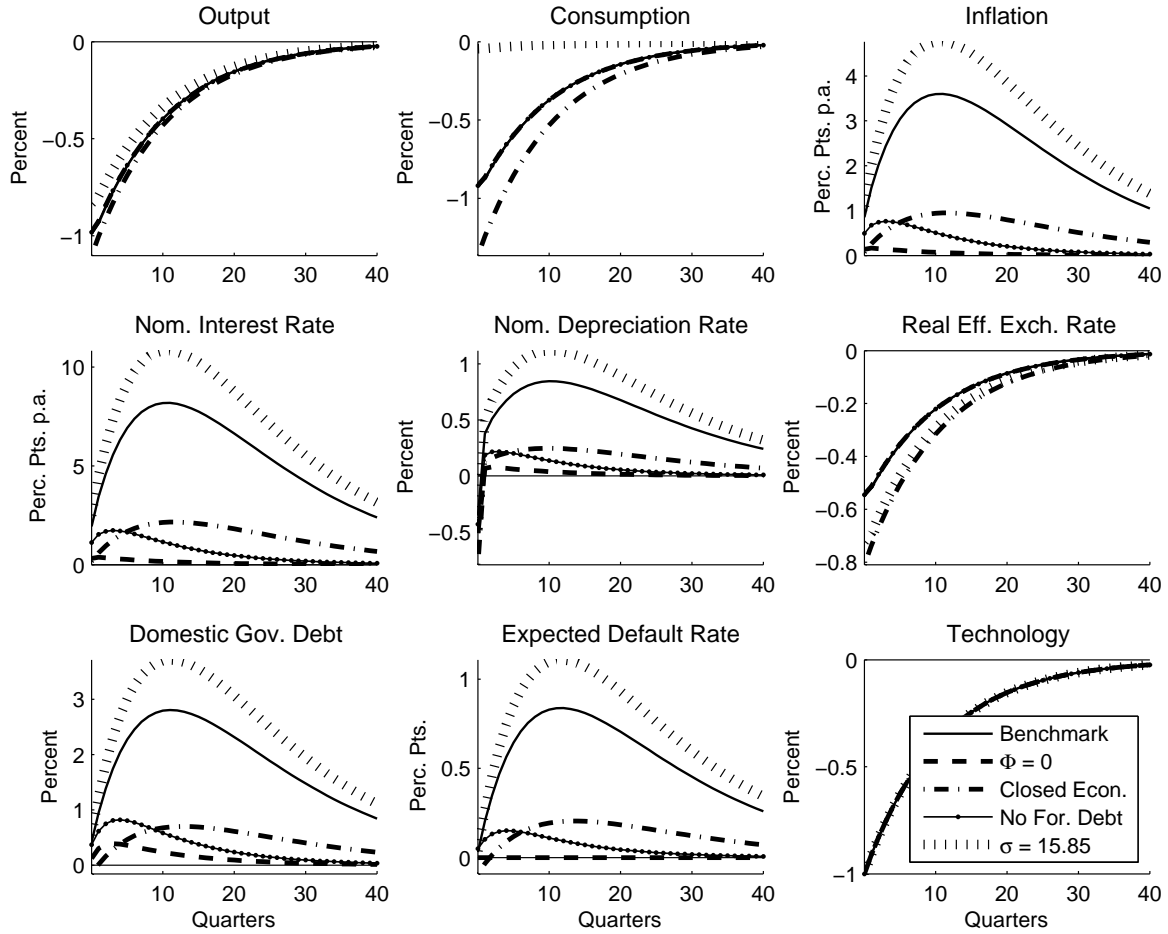 Output
Percent
0
−0.5
−1
10 20 30 40
Consumption
Percent
0
−0.5
−1
10 20 30 40
Inflation
Perc. Pts. p.a.
4
3
2
1
0
10 20 30 40
Nom. Interest Rate
Perc. Pts. p.a.
10
5
0
10 20 30 40
Nom. Depreciation Rate
Percent
1
0.5
0
−0.5
10 20 30 40
Real Eff. Exch. Rate
Percent
0
−0.2
−0.4
−0.6
−0.8
10 20 30 40
Domestic Gov. Debt
Percent
3
2
1
0
10 20 30 40
Quarters
Expected Default Rate
Perc. Pts.
1
0.5
0
10 20 30 40
Quarters
Technology
Percent
0
−0.5
−1
Benchmark
Φ = 0
Closed Econ.
No For. Debt
σ = 15.85
10 20 30 40
Quarters